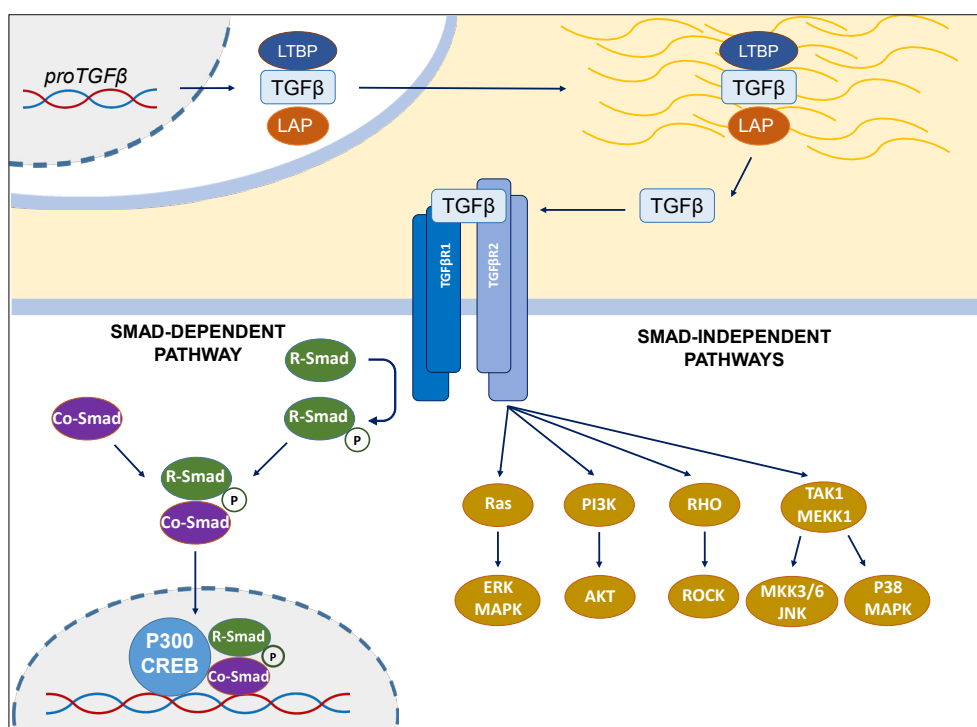 proTGFβ
LTBP
TGFβ
LAP
LTBP
TGFβ
LAP
TGFβ
TGFβ
TGFβR1
TGFβR2
SMAD-DEPENDENT
PATHWAY
SMAD-INDEPENDENT
PATHWAYS
R-Smad
R-Smad
P
Co-Smad
R-Smad
P
Co-Smad
Ras
PI3K
RHO
TAK1
MEKK1
ERK
MAPK
AKT
ROCK
MKK3/6
JNK
P38
MAPK
P300
CREB
R-Smad
P
Co-Smad